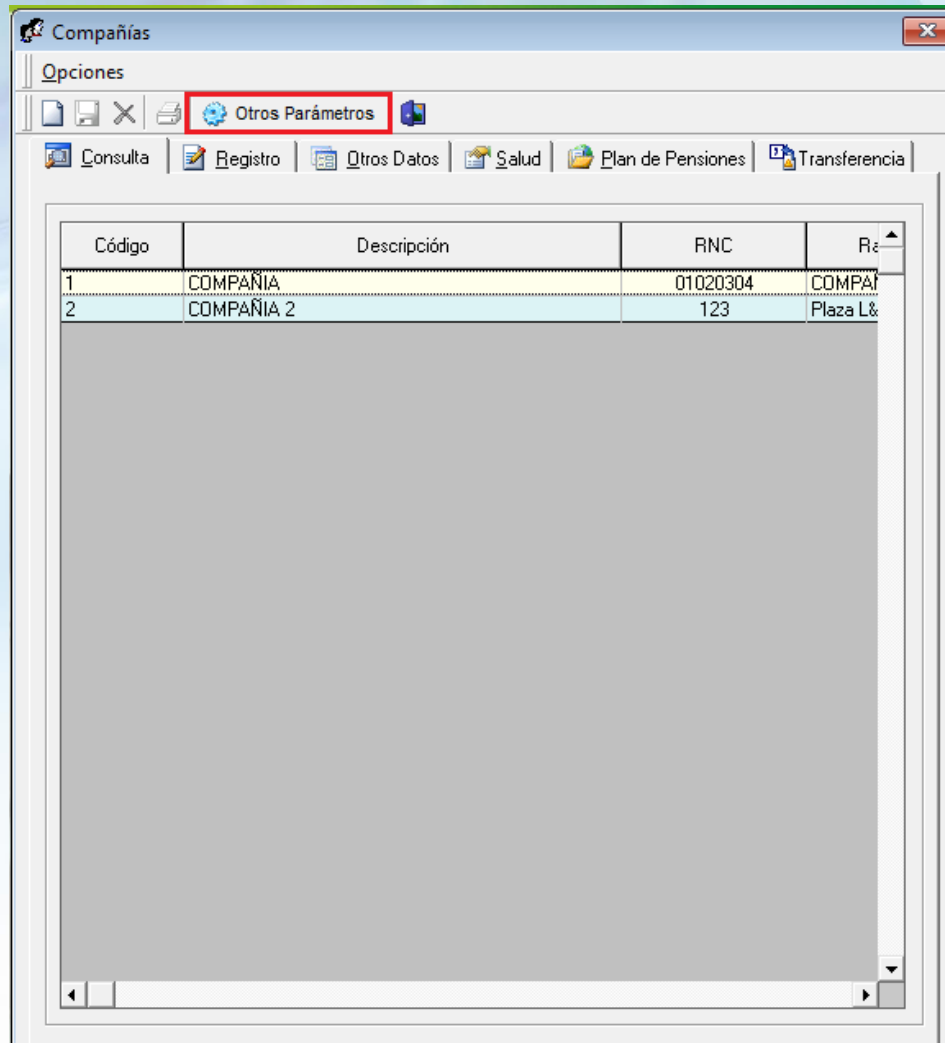 Compañías
Opciones
Otros Parámetros
Consulta Registro Otros Datos Salud Plan de Pensiones Transferencia
Código Descripción RNC
1 COMPAÑIA 01020304
2 COMPAÑIA 2 123 Plaza L&